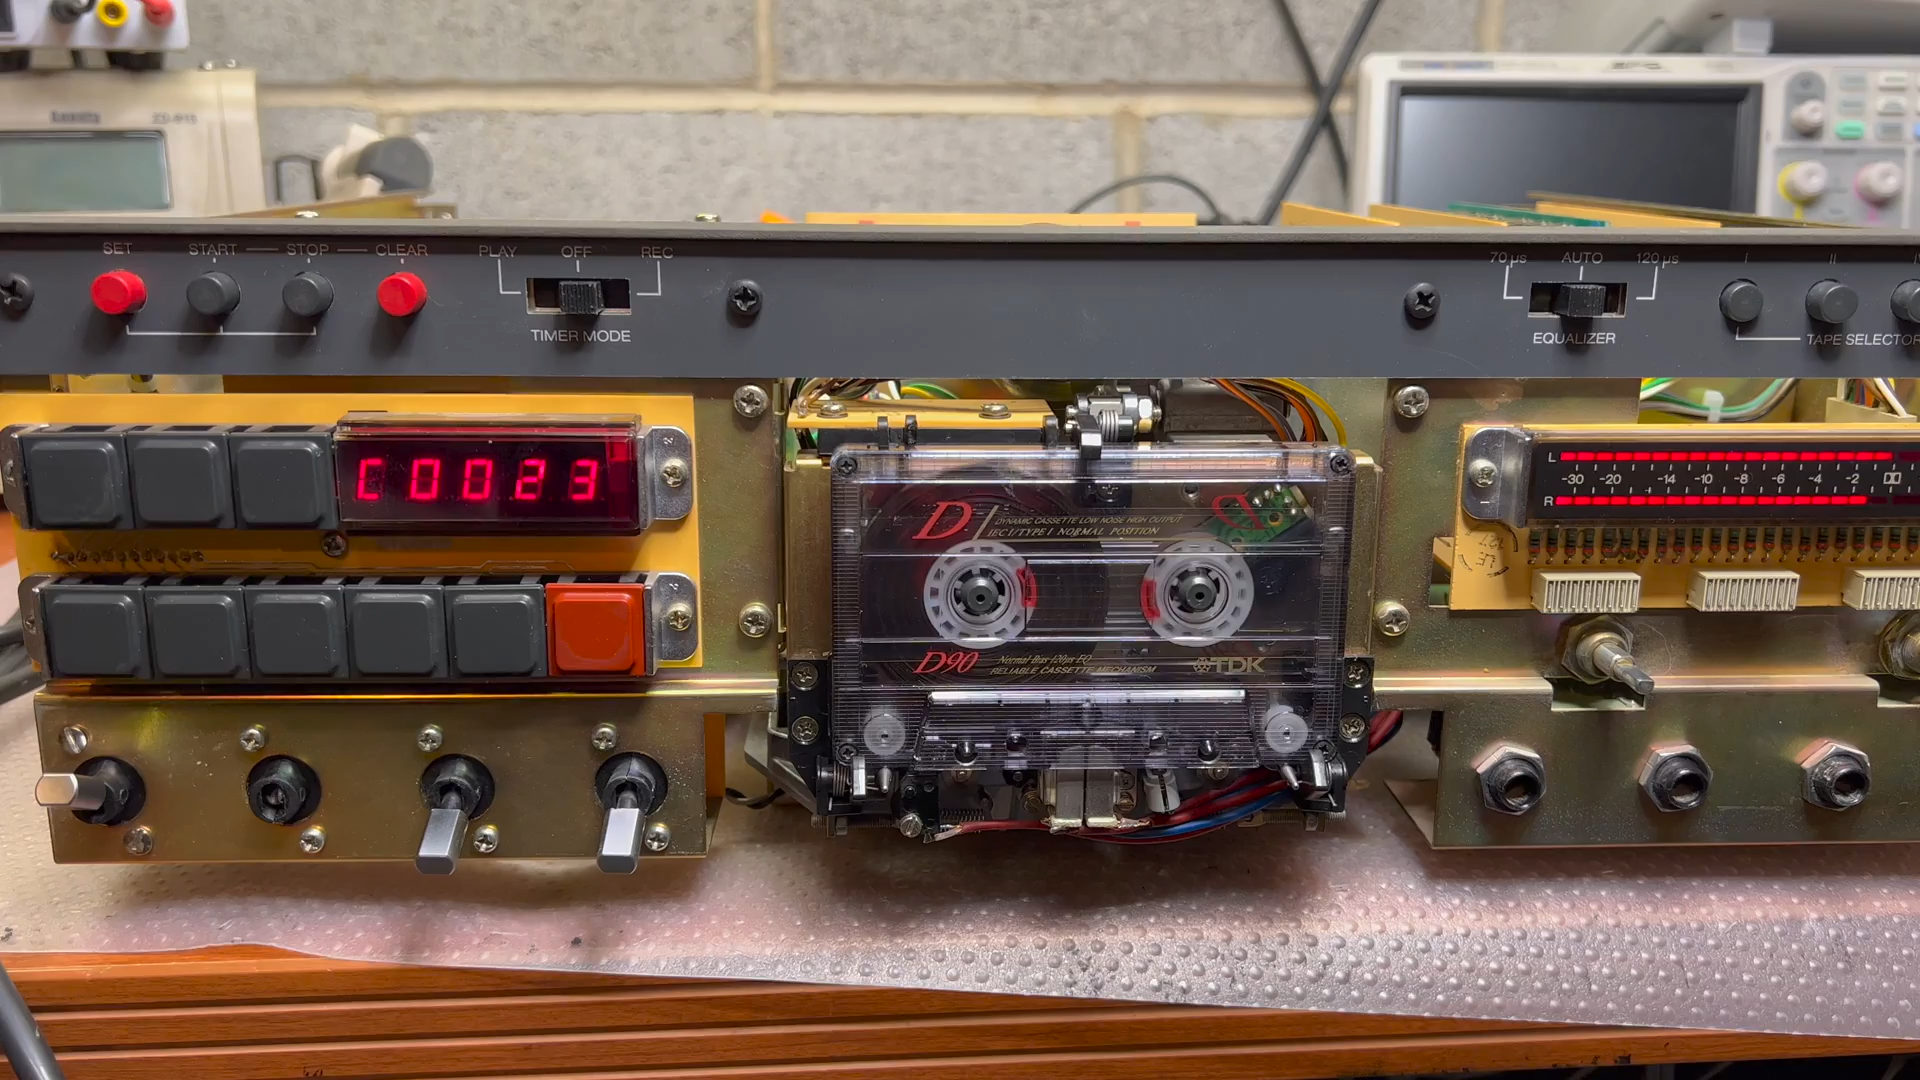 SET START STOP CLEAR
PLAY OFF REC
TIMER MODE
70 µs AUTO 120 µs
EQUALIZER
I II
TAPE SELECTOR
C0023
L
-30 -20 -14 -10 -8 -6 -4 -2
R
D DYNAMIC CASSETTE LOW NOISE HIGH OUTPUT
IEC I/TYPE I NORMAL POSITION
D90 Normal Bias 120µs EQ
RELIABLE CASSETTE MECHANISM
TDK